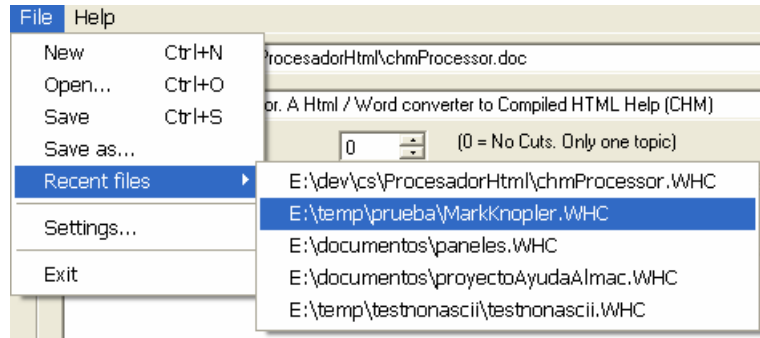 File Help
New Ctrl+N
Open... Ctrl+O
Save Ctrl+S
Save as...
Recent files
Settings...
Exit
ProcesadorHtml\chmProcessor.doc
or. A Html / Word converter to Compiled HTML Help (CHM)
0 (0 = No Cuts. Only one topic)
E:\dev\cs\ProcesadorHtml\chmProcessor.WHC
E:\temp\prueba\MarkKnopler.WHC
E:\documentos\paneles.WHC
E:\documentos\proyectoAyudaAlmac.WHC
E:\temp\testnonascii\testnonascii.WHC